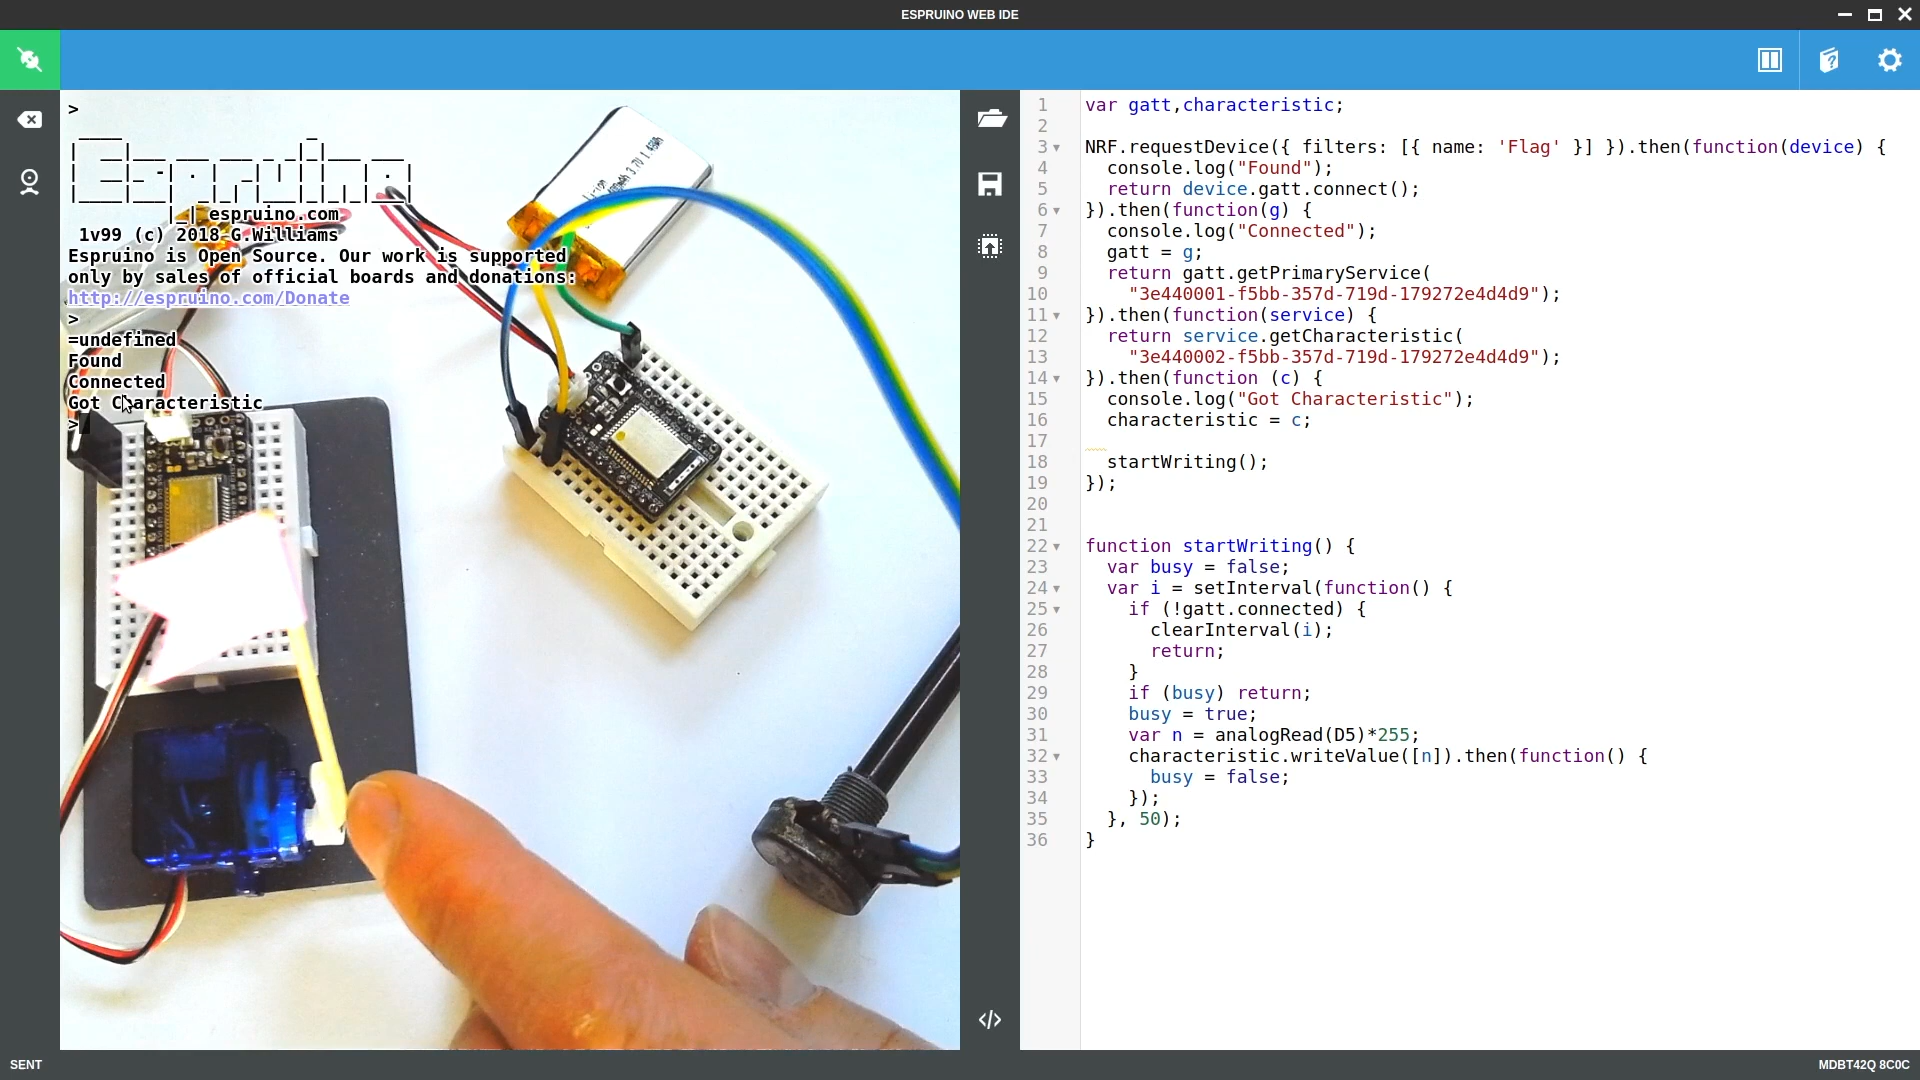 ESPRUINO WEB IDE
>
espruino.com
1v99 (c) 2018 G.Williams
Espruino is Open Source. Our work is supported
only by sales of official boards and donations:
http://espruino.com/Donate
>
=undefined
Found
Connected
Got Characteristic
>
1 var gatt,characteristic;
2
3 NRF.requestDevice({ filters: [{ name: 'Flag' }] }).then(function(device) {
4 console.log("Found");
5 return device.gatt.connect();
6 }).then(function(g) {
7 console.log("Connected");
8 gatt = g;
9 return gatt.getPrimaryService(
10 "3e440001-f5bb-357d-719d-179272e4d4d9");
11 }).then(function(service) {
12 return service.getCharacteristic(
13 "3e440002-f5bb-357d-719d-179272e4d4d9");
14 }).then(function (c) {
15 console.log("Got Characteristic");
16 characteristic = c;
17
18 startWriting();
19 });
20
21
22 function startWriting() {
23 var busy = false;
24 var i = setInterval(function() {
25 if (!gatt.connected) {
26 clearInterval(i);
27 return;
28 }
29 if (busy) return;
30 busy = true;
31 var n = analogRead(D5)*255;
32 characteristic.writeValue([n]).then(function() {
33 busy = false;
34 });
35 }, 50);
36 }
SENT
MDBT42Q 8C0C